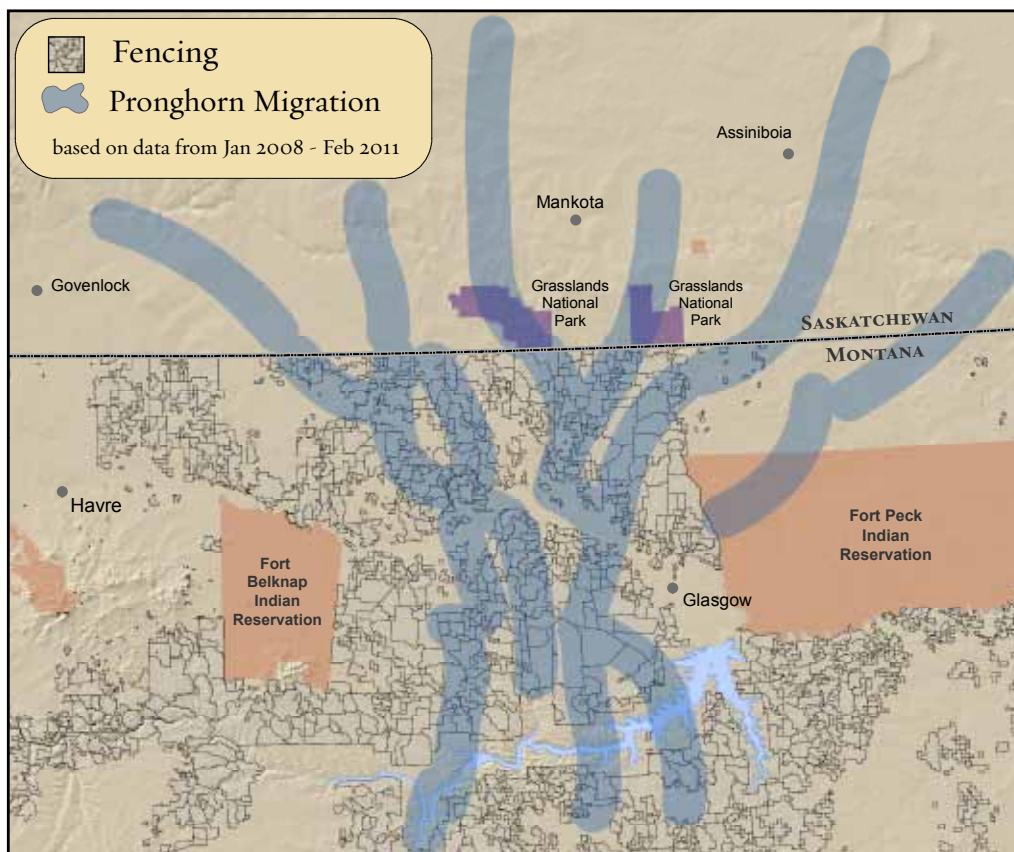 Fencing
Pronghorn Migration
based on data from Jan 2008 - Feb 2011
Assiniboia
Mankota
Govenlock
Grasslands
National
Park
Grasslands
National
Park
SASKATCHEWAN
MONTANA
Havre
Fort Peck
Indian
Reservation
Fort
Belknap
Indian
Reservation
Glasgow